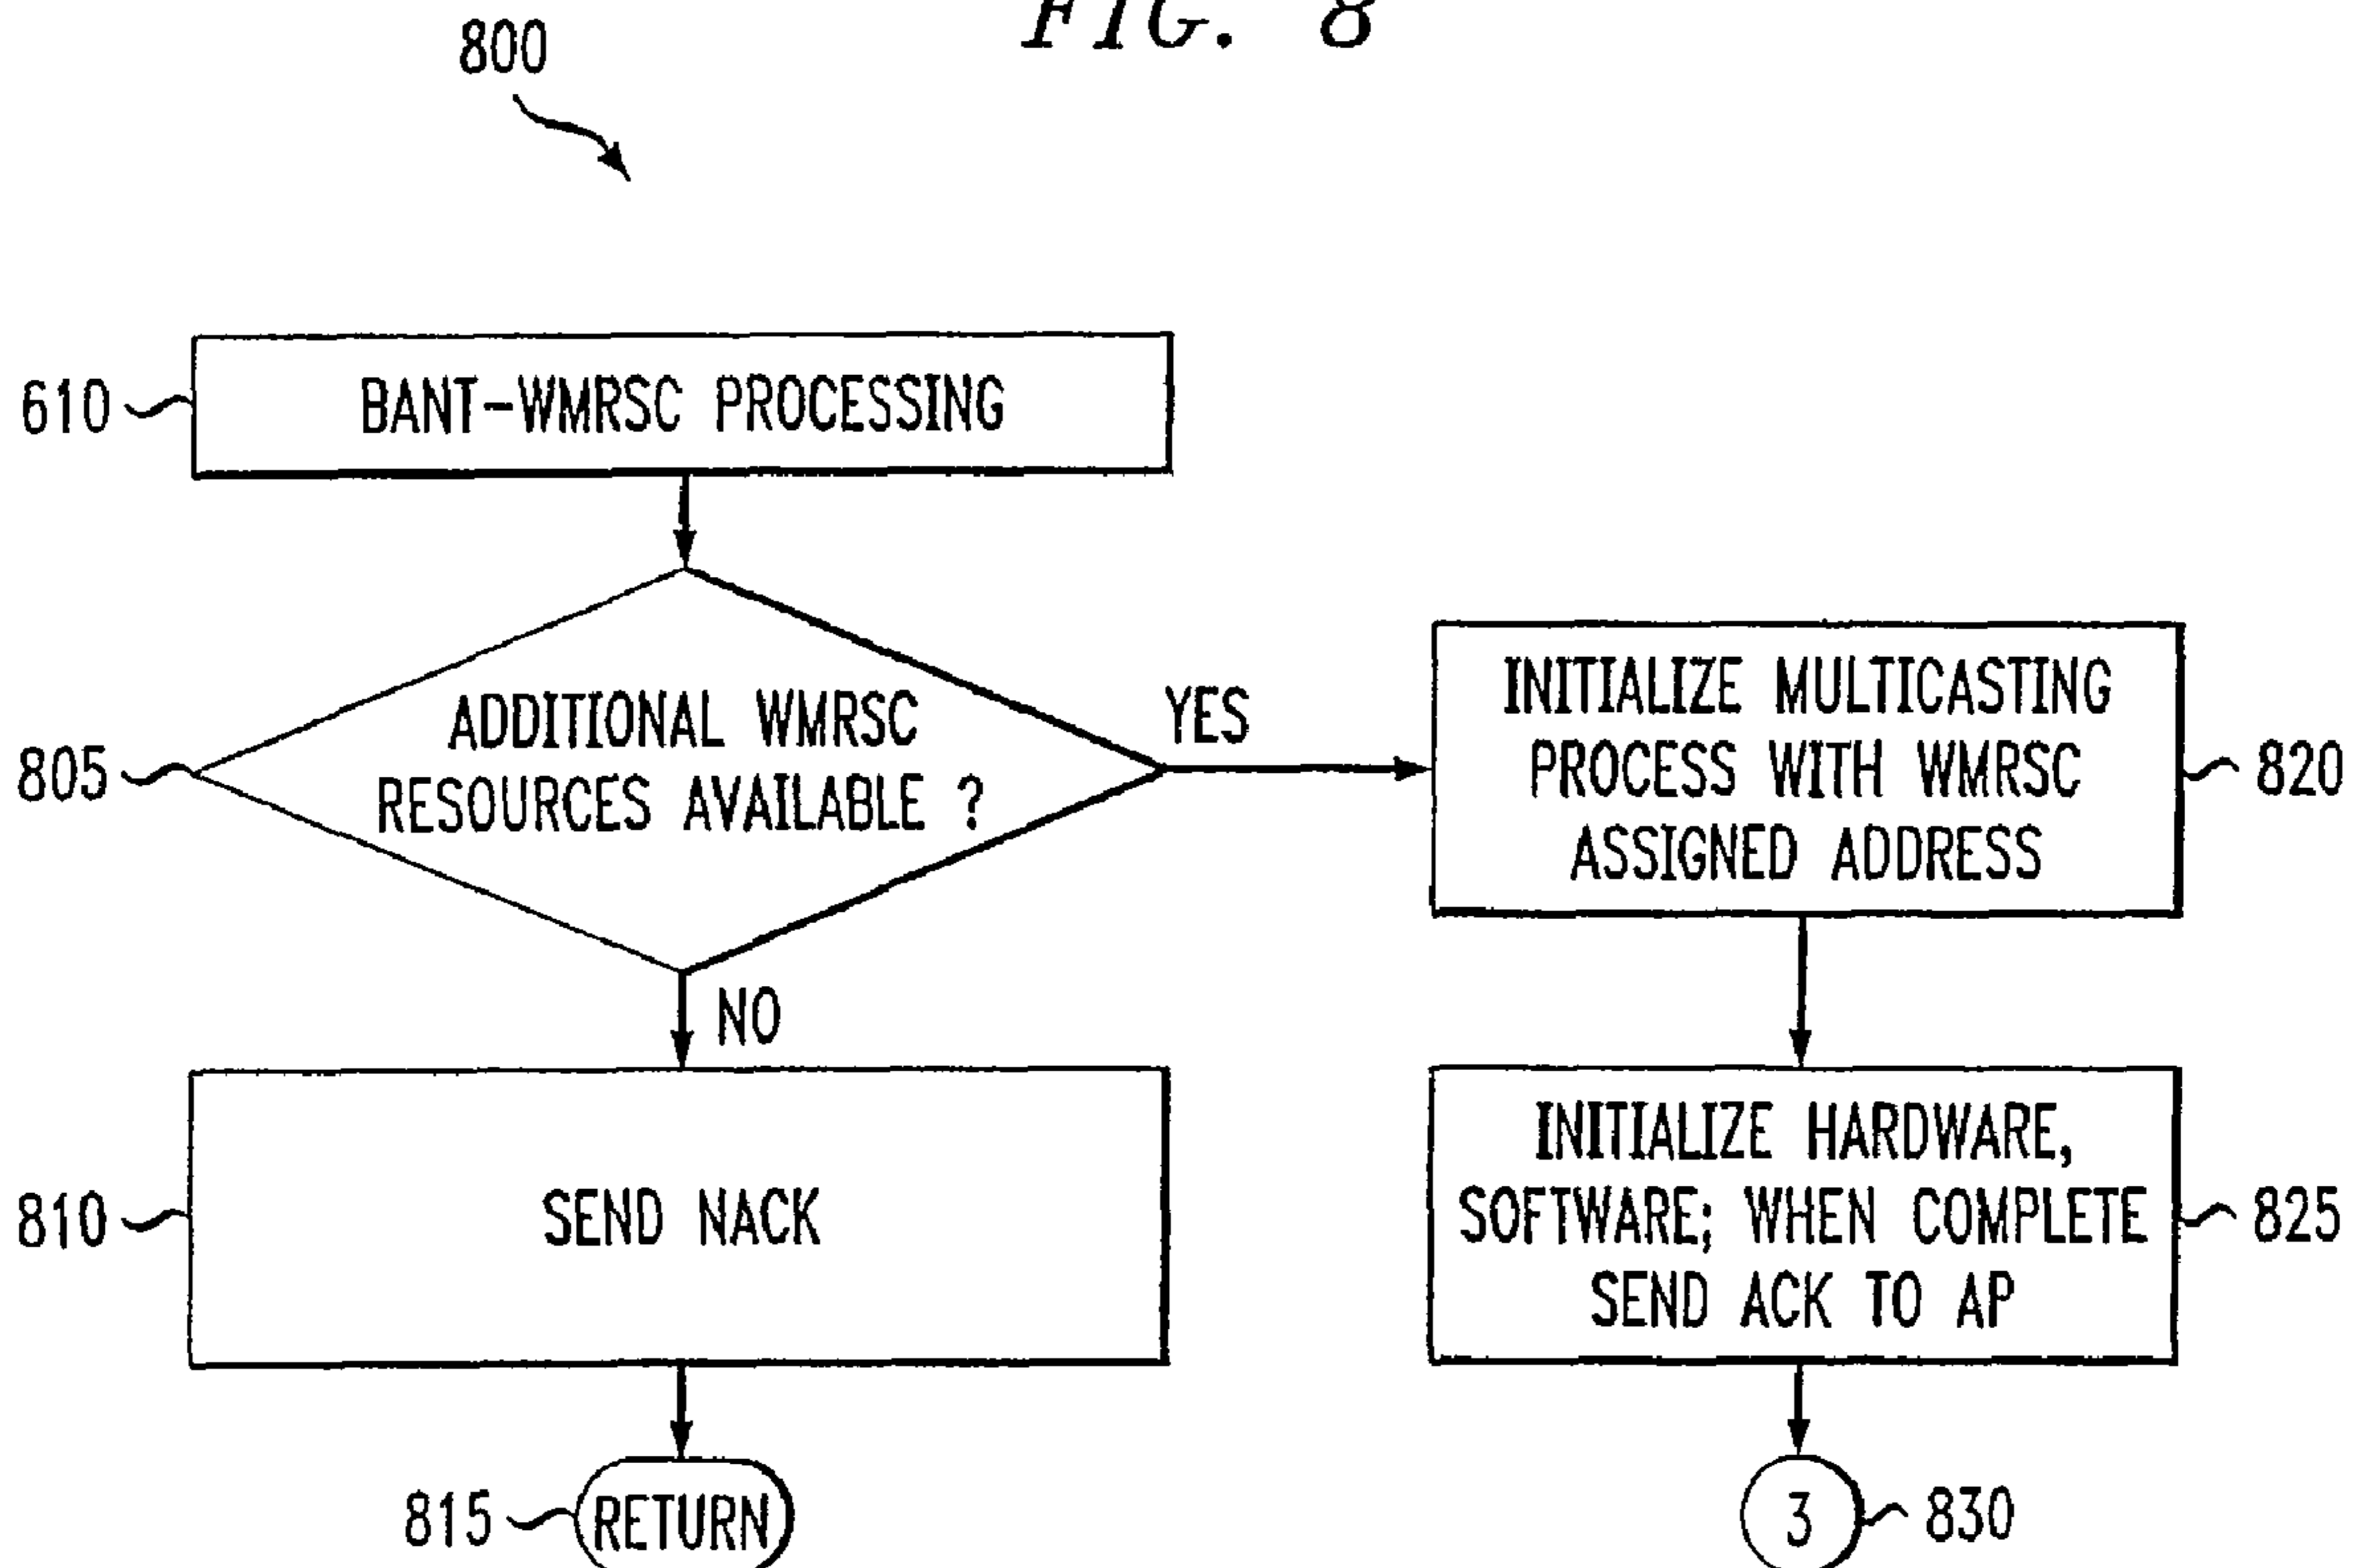 FIG. 8
800
610
BANT-WMRSC PROCESSING
805
ADDITIONAL WMRSC
RESOURCES AVAILABLE ?
YES
NO
INITIALIZE MULTICASTING
PROCESS WITH WMRSC
ASSIGNED ADDRESS
820
810
SEND NACK
INITIALIZE HARDWARE,
SOFTWARE; WHEN COMPLETE
SEND ACK TO AP
825
815
RETURN
3
830